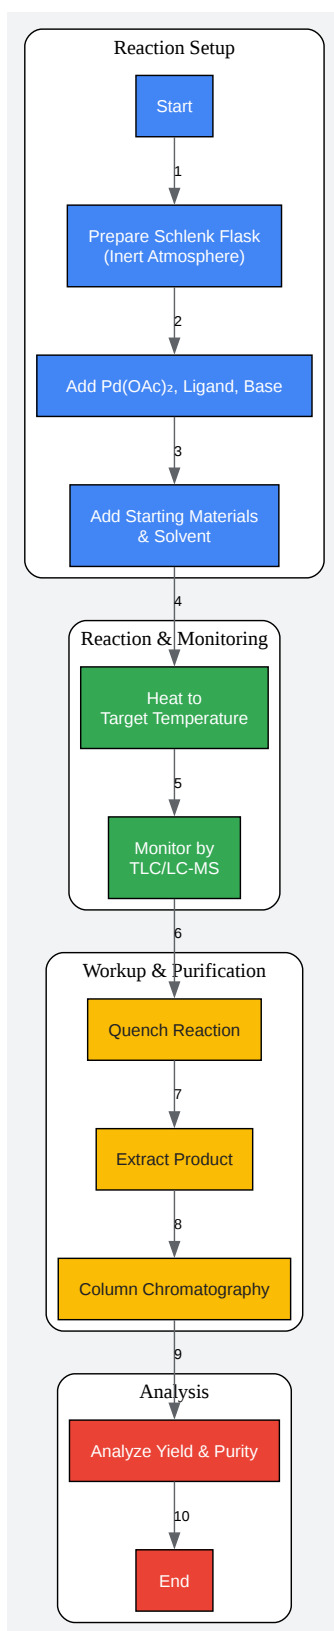 Reaction Setup
Start
1
Prepare Schlenk Flask
(Inert Atmosphere)
2
Add Pd(OAc)₂, Ligand, Base
3
Add Starting Materials
& Solvent
4
Reaction & Monitoring
Heat to
Target Temperature
5
Monitor by
TLC/LC-MS
6
Workup & Purification
Quench Reaction
7
Extract Product
8
Column Chromatography
9
Analysis
Analyze Yield & Purity
10
End